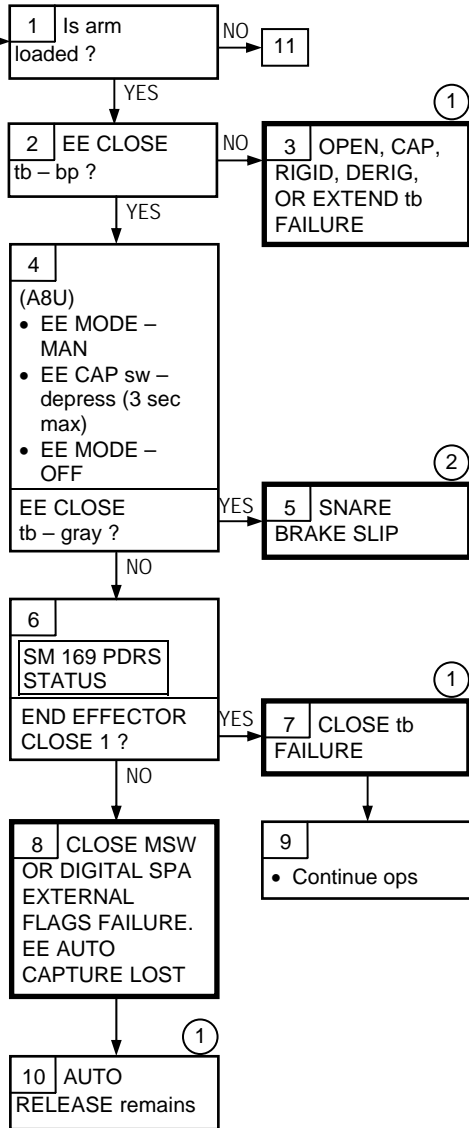 1 Is arm
loaded ?
NO
11
YES
1
2 EE CLOSE
tb – bp ?
NO
3 OPEN, CAP,
RIGID, DERIG,
OR EXTEND tb
FAILURE
YES
4
(A8U)
• EE MODE –
MAN
• EE CAP sw –
depress (3 sec
max)
• EE MODE –
OFF
EE CLOSE
tb – gray ?
YES
2
5 SNARE
BRAKE SLIP
NO
6
SM 169 PDRS
STATUS
END EFFECTOR
CLOSE 1 ?
YES
1
7 CLOSE tb
FAILURE
NO
8 CLOSE MSW
OR DIGITAL SPA
EXTERNAL
FLAGS FAILURE.
EE AUTO
CAPTURE LOST
9
• Continue ops
1
10 AUTO
RELEASE remains